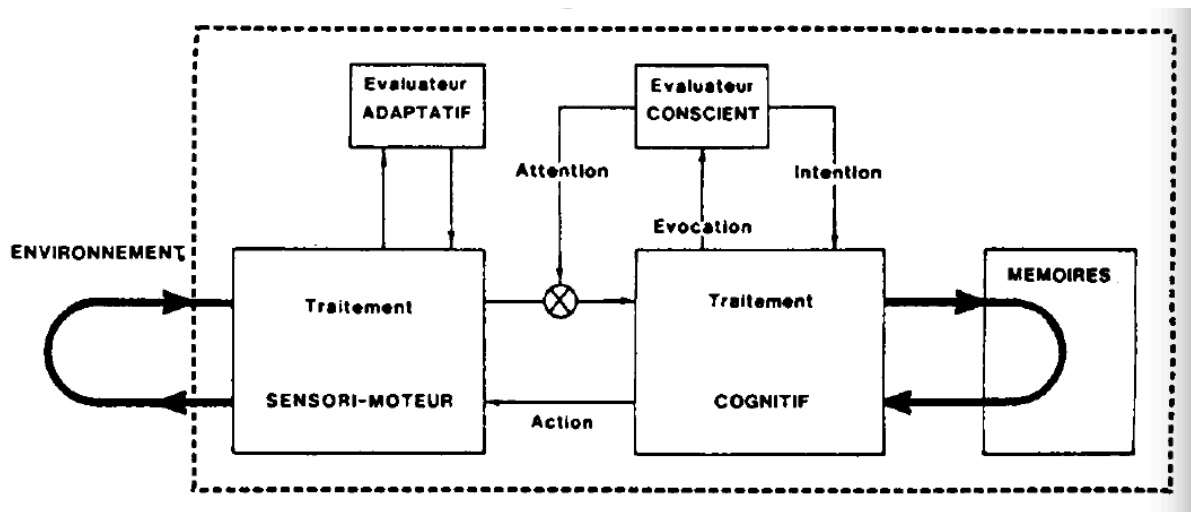 Evaluateur
ADAPTATIF
Evaluateur
CONSCIENT
Attention
Intention
Evocation
ENVIRONNEMENT
MEMOIRES
Traitement
Traitement
SENSORI-MOTEUR
COGNITIF
Action